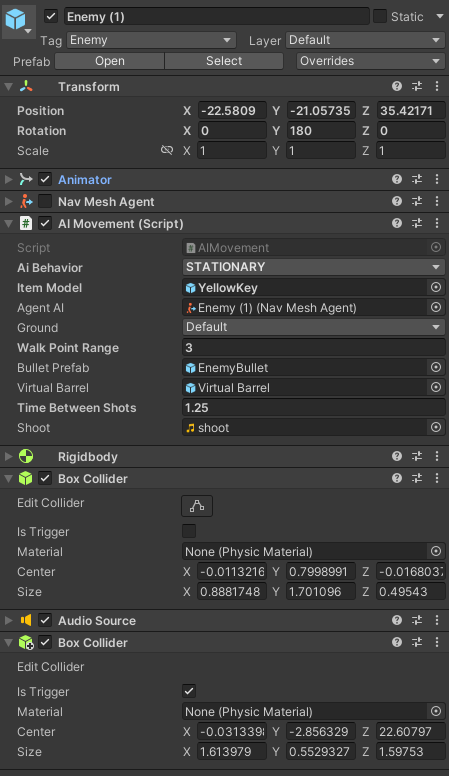 Enemy (1) Static
Tag Enemy Layer Default
Prefab Open Select Overrides
Transform
Position X -22.5809 Y -21.05735 Z 35.42171
Rotation X 0 Y 180 Z 0
Scale X 1 Y 1 Z 1
Animator
Nav Mesh Agent
# AI Movement (Script)
Script # AIMovement
Ai Behavior STATIONARY
Item Model YellowKey
Agent AI Enemy (1) (Nav Mesh Agent)
Ground Default
Walk Point Range 3
Bullet Prefab EnemyBullet
Virtual Barrel Virtual Barrel
Time Between Shots 1.25
Shoot shoot
Rigidbody
Box Collider
Edit Collider
Is Trigger
Material None (Physic Material)
Center X -0.0113216 Y 0.7998991 Z -0.016803
Size X 0.8881748 Y 1.701096 Z 0.49543
Audio Source
Box Collider
Edit Collider
Is Trigger
Material None (Physic Material)
Center X -0.031339 Y -2.856329 Z 22.60797
Size X 1.613979 Y 0.5529327 Z 1.59753